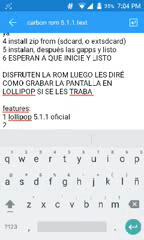 7:04 PM
carbon rom 5.1.1.text
ya
4 install zip from (sdcard, o extsdcard)
5 instalan, después las gapps y listo
6 ESPERAN A QUE INICIE Y LISTO
DISFRUTEN LA ROM LUEGO LES DIRÉ
COMO GRABAR LA PANTALLA EN
LOLLIPOP SI SE LES TRABA
features:
1 lollipop 5.1.1 oficial
2
q w e r t y u i o p
a s d f g h j k l ñ
z x c v b n m
?123 , .